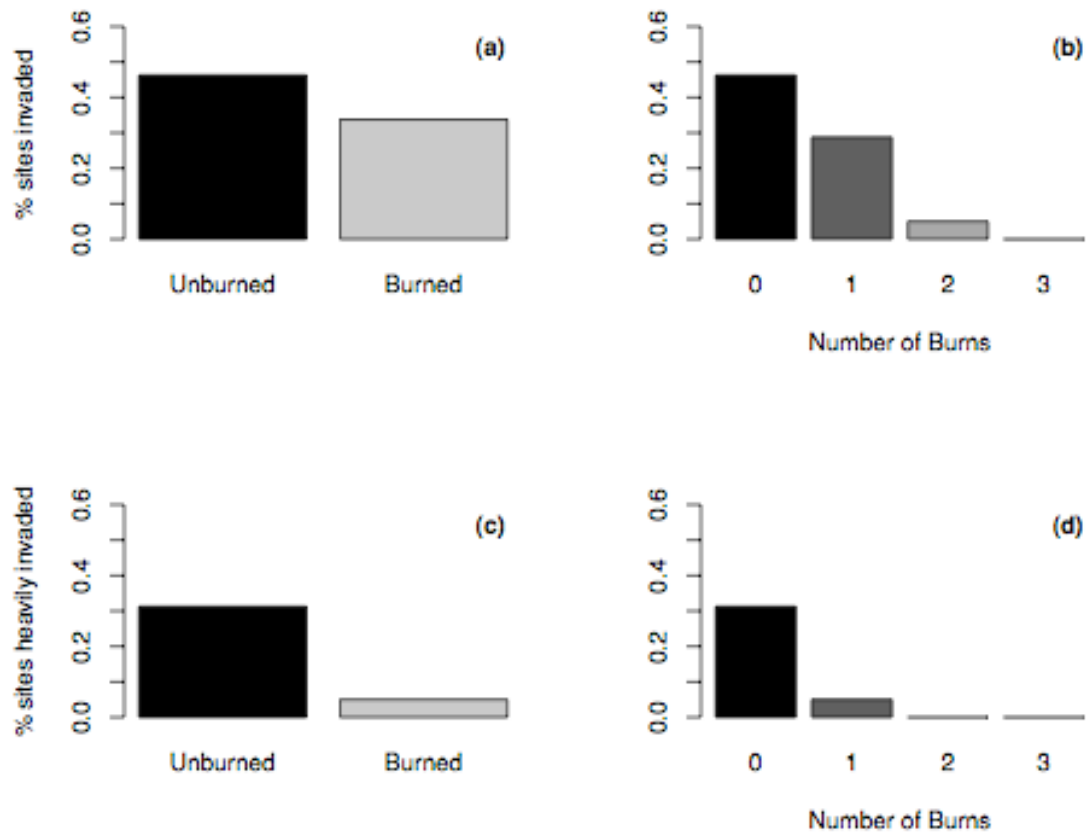 % sites invaded
0.6
0.4
0.2
0.0
(a)
Unburned Burned
0.6
0.4
0.2
0.0
(b)
0 1 2 3
Number of Burns
% sites heavily invaded
0.6
0.4
0.2
0.0
(c)
Unburned Burned
0.6
0.4
0.2
0.0
(d)
0 1 2 3
Number of Burns